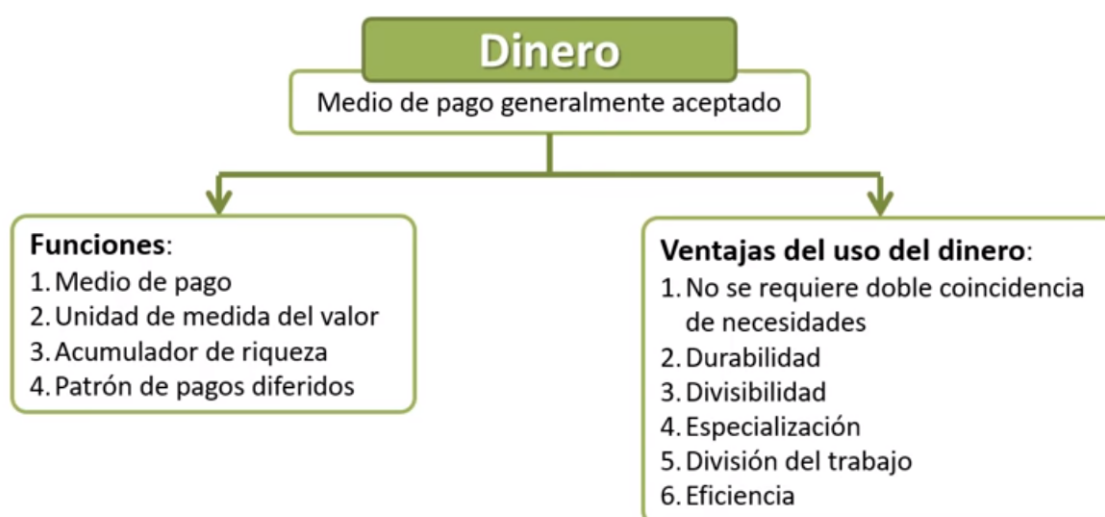 Dinero
Medio de pago generalmente aceptado
Funciones:
1. Medio de pago
2. Unidad de medida del valor
3. Acumulador de riqueza
4. Patrón de pagos diferidos
Ventajas del uso del dinero:
1. No se requiere doble coincidencia
de necesidades
2. Durabilidad
3. Divisibilidad
4. Especialización
5. División del trabajo
6. Eficiencia